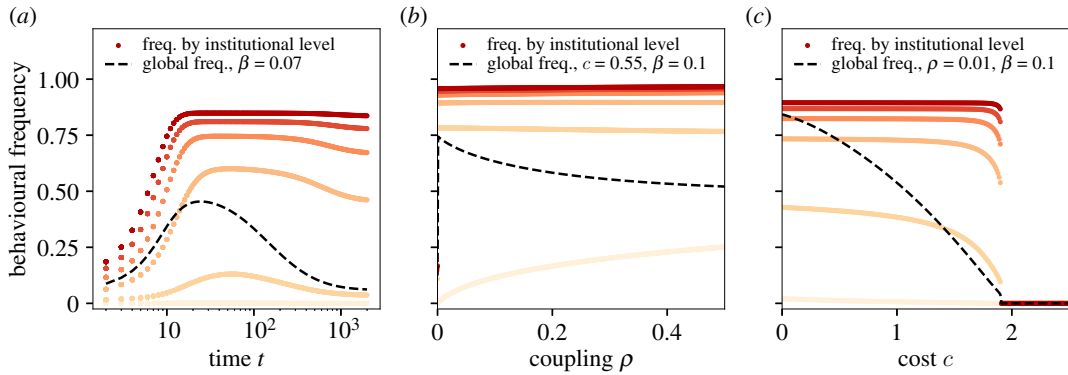 (a)
freq. by institutional level
global freq., β = 0.07
behavioural frequency
1.00
0.75
0.50
0.25
0
10
10²
10³
time t
(b)
freq. by institutional level
global freq., c = 0.55, β = 0.1
0
0.2
0.4
coupling ρ
(c)
freq. by institutional level
global freq., ρ = 0.01, β = 0.1
0
1
2
cost c